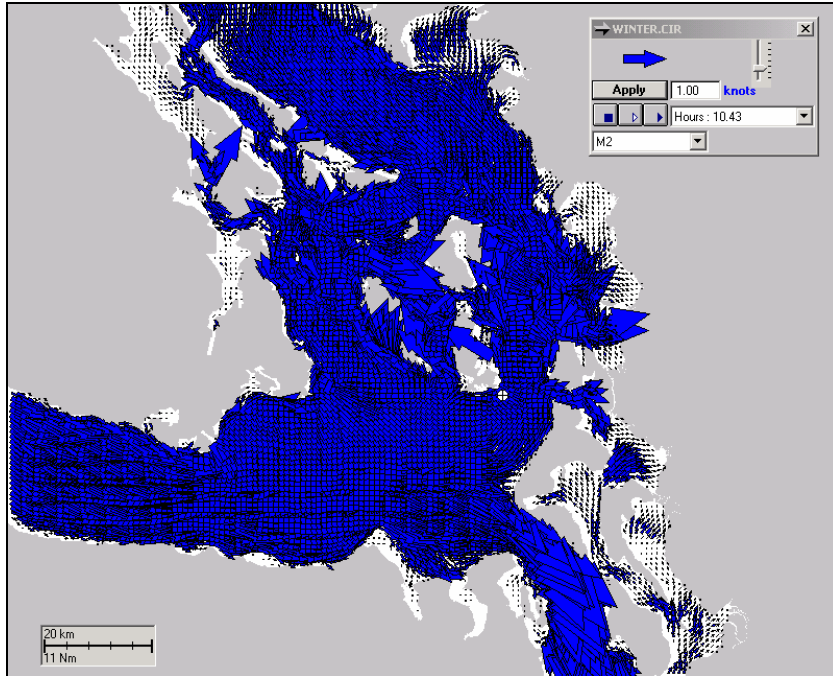 WINTER.CIR
Apply
1.00
knots
Hours : 10.43
M2
20 km
11 Nm